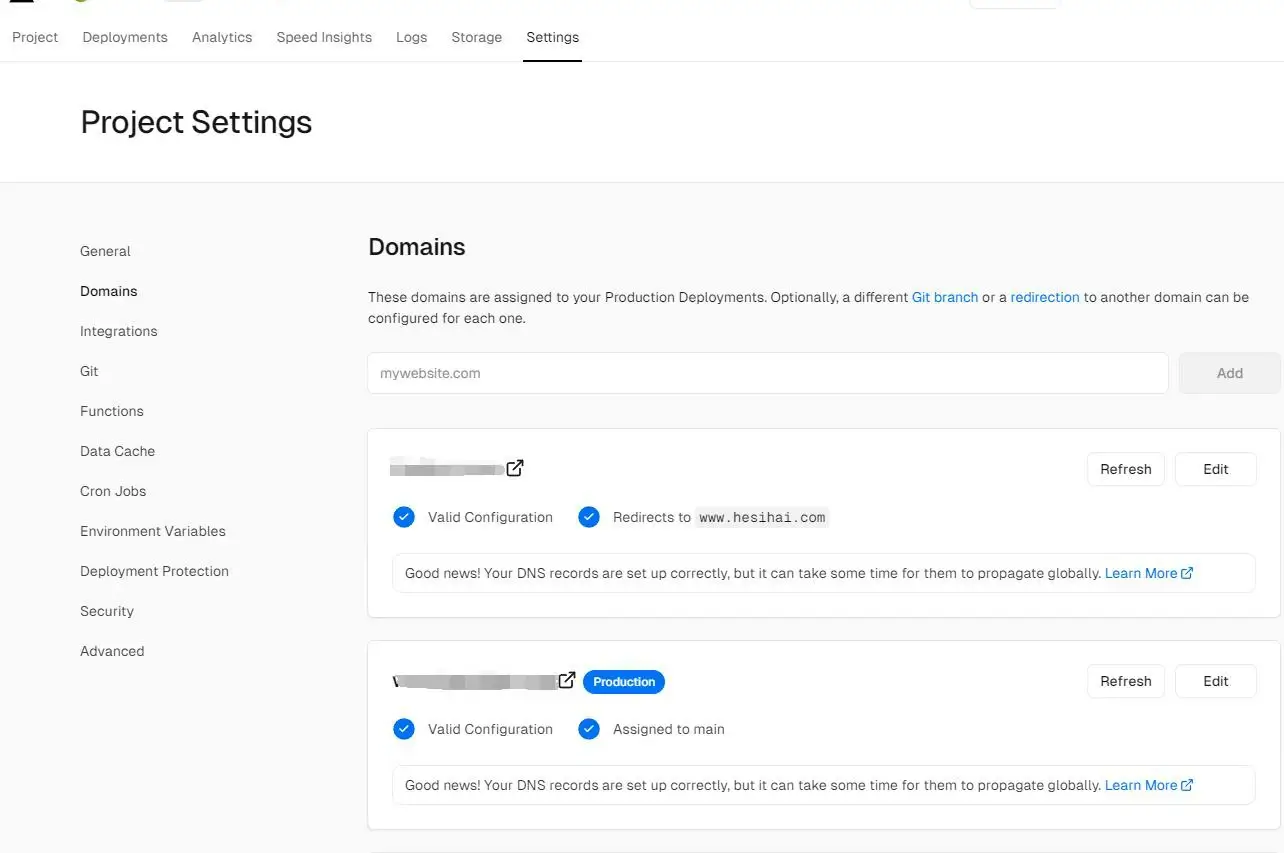 Project Deployments Analytics Speed Insights Logs Storage Settings
Project Settings
General
Domains
Integrations
Git
Functions
Data Cache
Cron Jobs
Environment Variables
Deployment Protection
Security
Advanced
Domains
These domains are assigned to your Production Deployments. Optionally, a different Git branch or a redirection to another domain can be
configured for each one.
mywebsite.com Add
Refresh Edit
Valid Configuration Redirects to www.hesihai.com
Good news! Your DNS records are set up correctly, but it can take some time for them to propagate globally. Learn More
Production Refresh Edit
Valid Configuration Assigned to main
Good news! Your DNS records are set up correctly, but it can take some time for them to propagate globally. Learn More